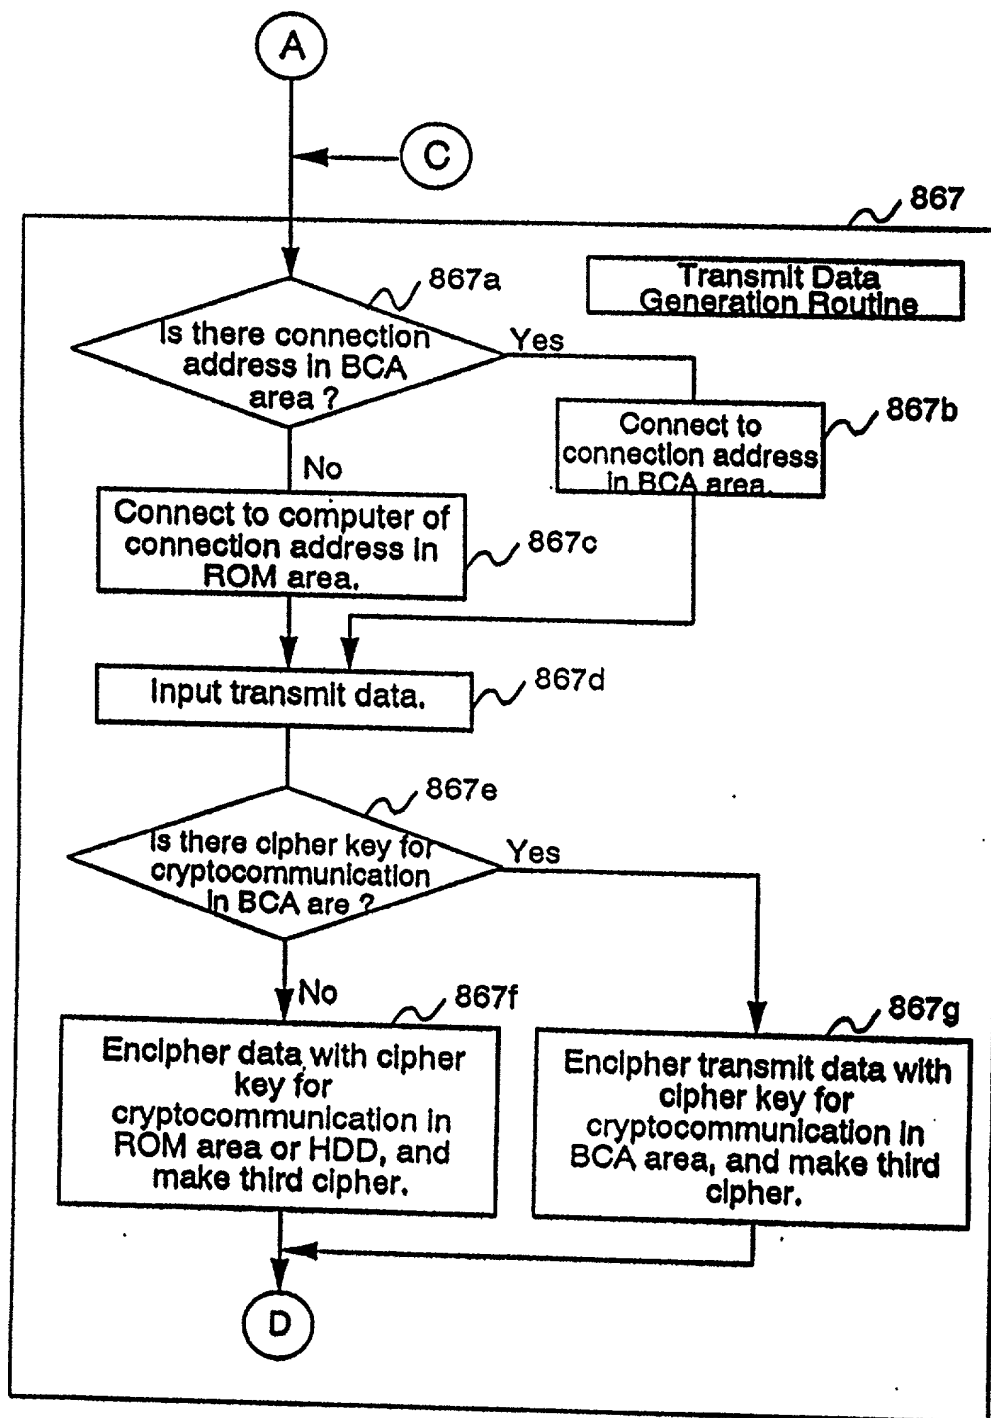 A
C
867
Transmit Data
Generation Routine
867a
Is there connection
address in BCA
area ?
Yes
No
Connect to
connection address
in BCA area.
867b
Connect to computer of
connection address in
ROM area.
867c
Input transmit data.
867d
867e
Is there cipher key for
cryptocommunication
in BCA are ?
Yes
No
867f
Encipher data with cipher
key for
cryptocommunication in
ROM area or HDD, and
make third cipher.
867g
Encipher transmit data with
cipher key for
cryptocommunication in
BCA area, and make third
cipher.
D